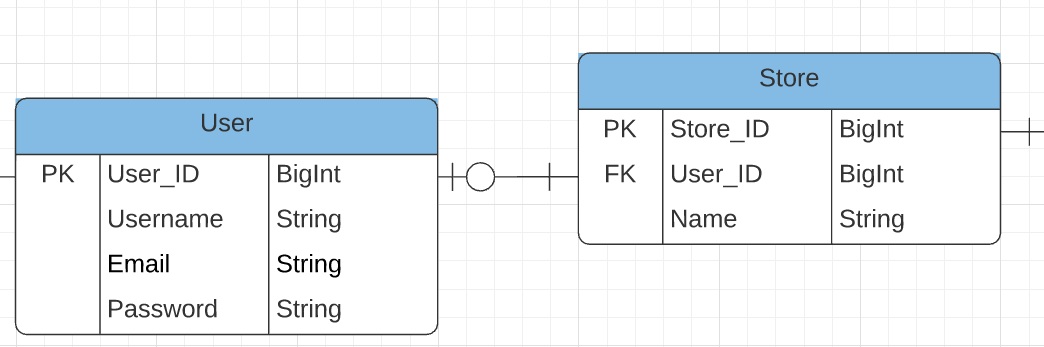 User
PK User_ID BigInt
Username String
Email String
Password String
Store
PK Store_ID BigInt
FK User_ID BigInt
Name String